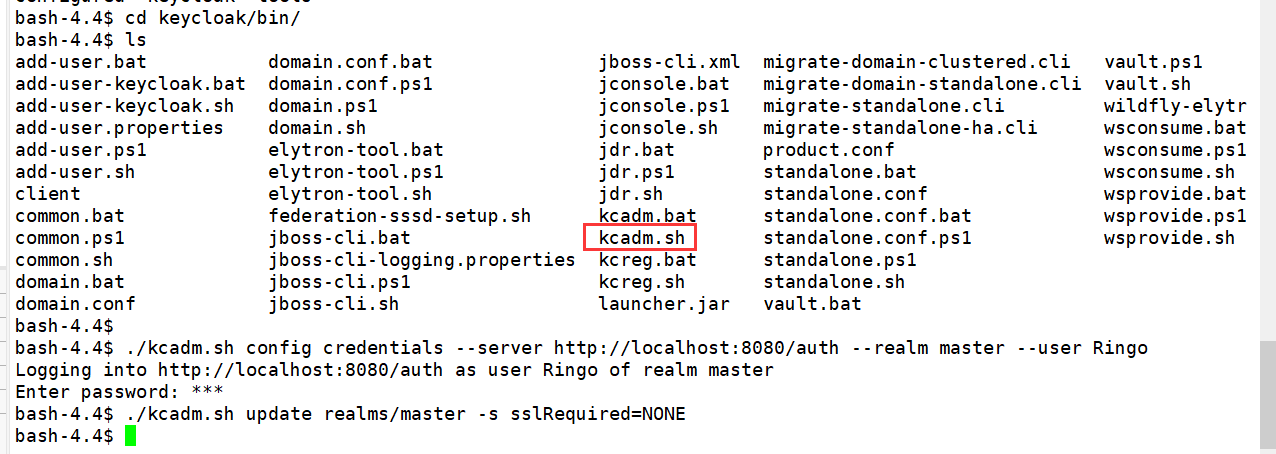 bash-4.4$ cd keycloak/bin/
bash-4.4$ ls
add-user.bat domain.conf.bat jboss-cli.xml migrate-domain-clustered.cli vault.ps1
add-user-keycloak.bat domain.conf.ps1 jconsole.bat migrate-domain-standalone.cli vault.sh
add-user-keycloak.sh domain.ps1 jconsole.ps1 migrate-standalone.cli wildfly-elytr
add-user.properties domain.sh jconsole.sh migrate-standalone-ha.cli wsconsume.bat
add-user.ps1 elytron-tool.bat jdr.bat product.conf wsconsume.ps1
add-user.sh elytron-tool.ps1 jdr.ps1 standalone.bat wsconsume.sh
client elytron-tool.sh jdr.sh standalone.conf wsprovide.bat
common.bat federation-sssd-setup.sh kcadm.bat standalone.conf.bat wsprovide.ps1
common.ps1 jboss-cli.bat kcadm.sh standalone.conf.ps1 wsprovide.sh
common.sh jboss-cli-logging.properties kcreg.bat standalone.ps1
domain.bat jboss-cli.ps1 kcreg.sh standalone.sh
domain.conf jboss-cli.sh launcher.jar vault.bat
bash-4.4$
bash-4.4$ ./kcadm.sh config credentials --server http://localhost:8080/auth --realm master --user Ringo
Logging into http://localhost:8080/auth as user Ringo of realm master
Enter password: ***
bash-4.4$ ./kcadm.sh update realms/master -s sslRequired=NONE
bash-4.4$